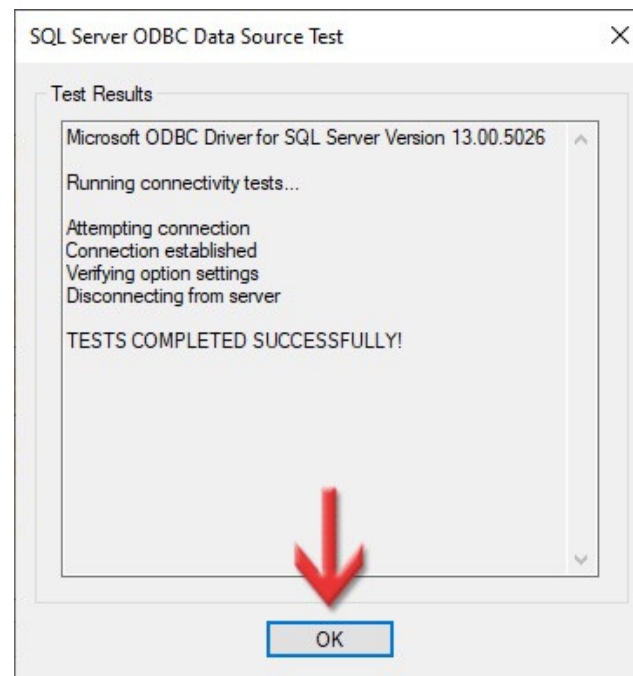 SQL Server ODBC Data Source Test
Test Results
Microsoft ODBC Driver for SQL Server Version 13.00.5026
Running connectivity tests...
Attempting connection
Connection established
Verifying option settings
Disconnecting from server
TESTS COMPLETED SUCCESSFULLY!
OK